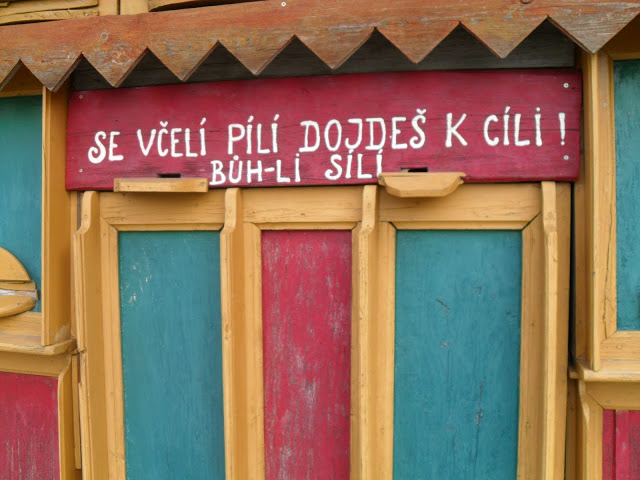 SE VČELÍ PÍLÍ DOJDEŠ K CÍLI!
BŮH-LI SÍLÍ